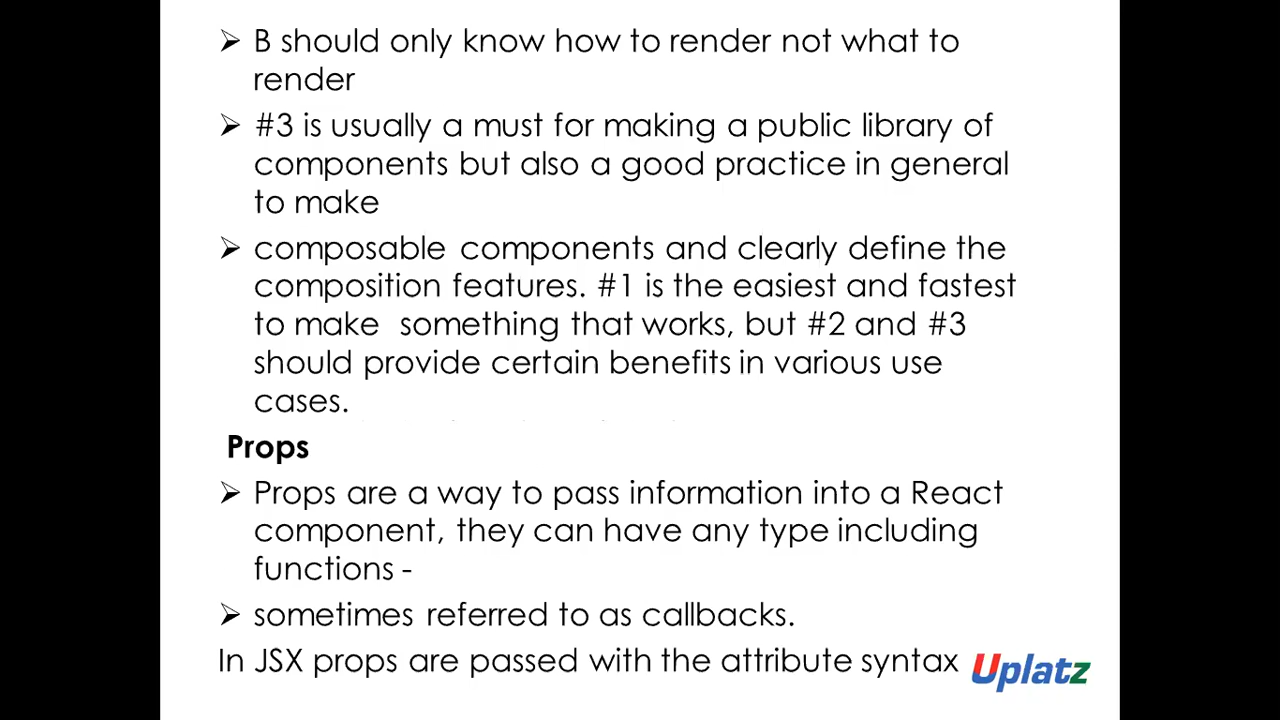 ➢ B should only know how to render not what to
render
➢ #3 is usually a must for making a public library of
components but also a good practice in general
to make
➢ composable components and clearly define the
composition features. #1 is the easiest and fastest
to make something that works, but #2 and #3
should provide certain benefits in various use
cases.
Props
➢ Props are a way to pass information into a React
component, they can have any type including
functions -
➢ sometimes referred to as callbacks.
In JSX props are passed with the attribute syntax
Uplatz